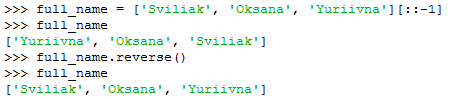 >>> full_name = ['Sviliak', 'Oksana', 'Yuriivna'][::-1]
>>> full_name
['Yuriivna', 'Oksana', 'Sviliak']
>>> full_name.reverse()
>>> full_name
['Sviliak', 'Oksana', 'Yuriivna']